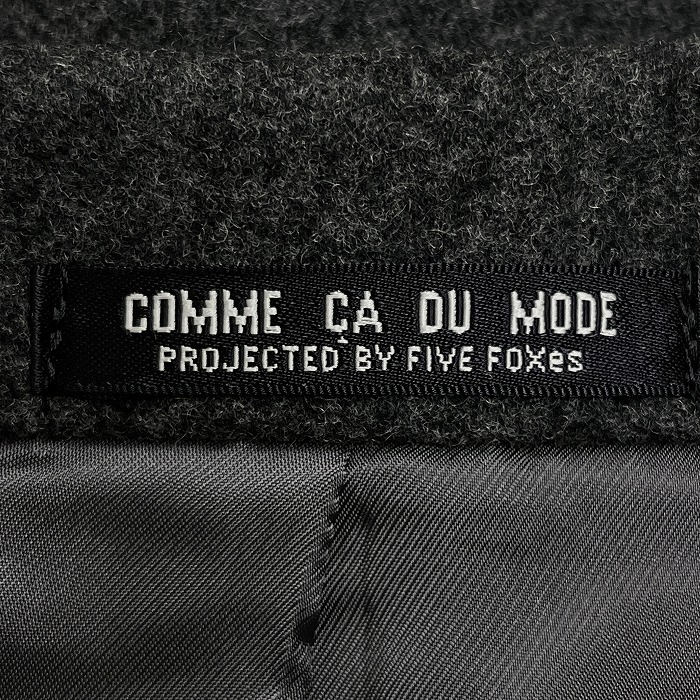 COMME ÇA DU MODE
PROJECTED BY FIVE FOXes